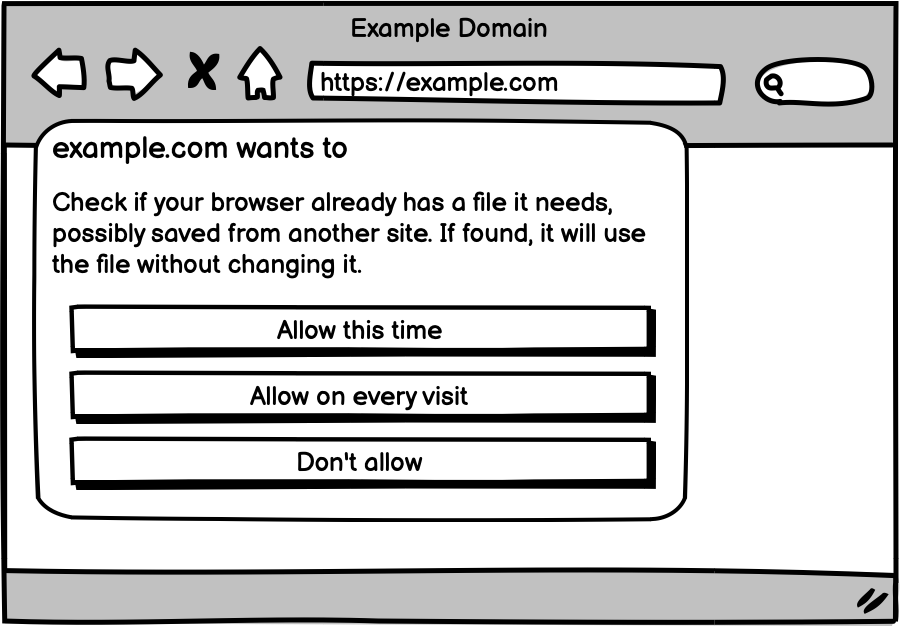 Example Domain
https://example.com
example.com wants to
Check if your browser already has a file it needs,
possibly saved from another site. If found, it will use
the file without changing it.
Allow this time
Allow on every visit
Don't allow